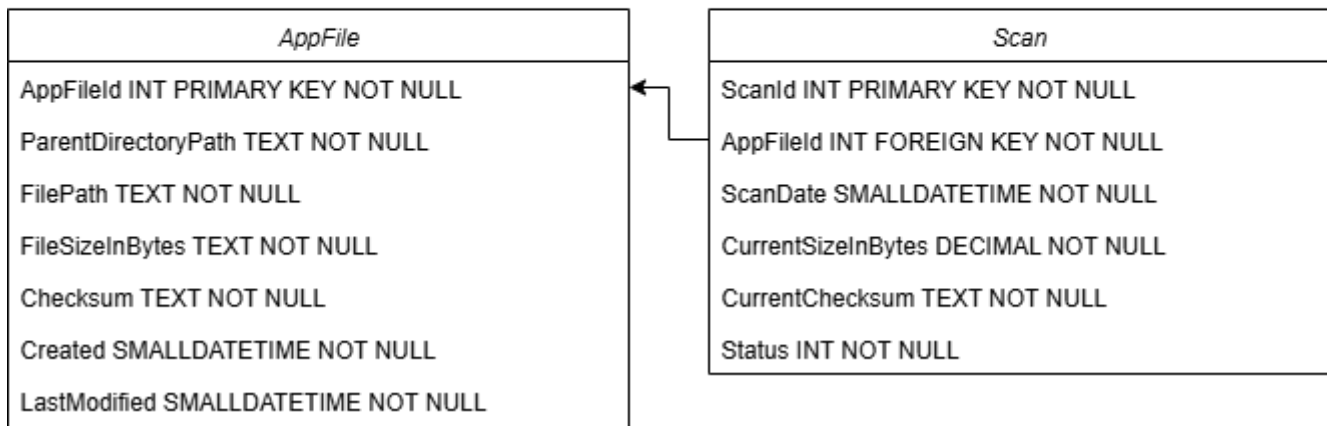 AppFile
AppFileId INT PRIMARY KEY NOT NULL
ParentDirectoryPath TEXT NOT NULL
FilePath TEXT NOT NULL
FileSizeInBytes TEXT NOT NULL
Checksum TEXT NOT NULL
Created SMALLDATETIME NOT NULL
LastModified SMALLDATETIME NOT NULL
Scan
ScanId INT PRIMARY KEY NOT NULL
AppFileId INT FOREIGN KEY NOT NULL
ScanDate SMALLDATETIME NOT NULL
CurrentSizeInBytes DECIMAL NOT NULL
CurrentChecksum TEXT NOT NULL
Status INT NOT NULL